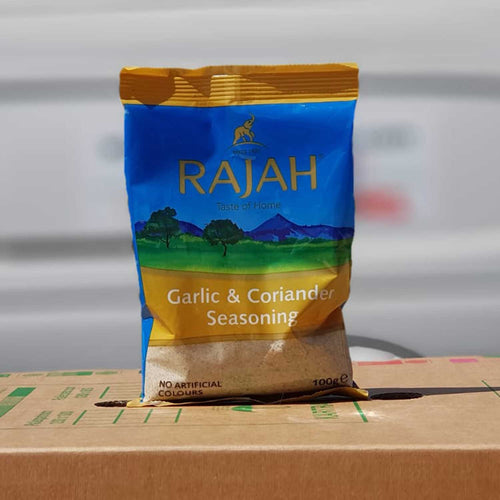 RAJAH
Taste of Home
Garlic & Coriander
Seasoning
NO ARTIFICIAL
COLOURS
100g e